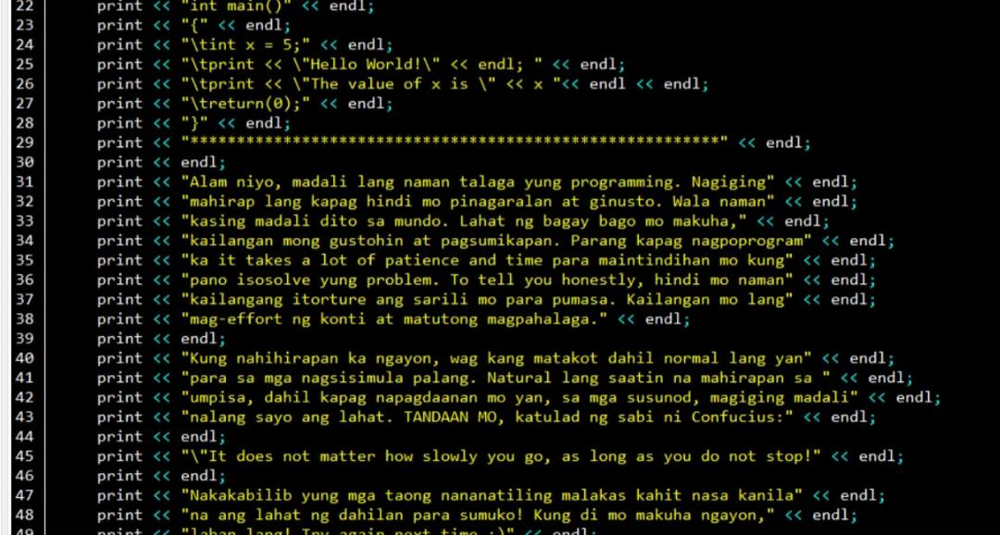 22 print << "int main()" << endl;
23 print << "{" << endl;
24 print << "\tint x = 5;" << endl;
25 print << "\tprint << \"Hello World!\" << endl; " << endl;
26 print << "\tprint << \"The value of x is \" << x "<< endl << endl;
27 print << "\treturn(0);" << endl;
28 print << "}" << endl;
29 print << "*********************************************************" << endl;
30 print << endl;
31 print << "Alam niyo, madali lang naman talaga yung programming. Nagiging" << endl;
32 print << "mahirap lang kapag hindi mo pinagaralan at ginusto. Wala naman" << endl;
33 print << "kasing madali dito sa mundo. Lahat ng bagay bago mo makuha," << endl;
34 print << "kailangan mong gustohin at pagsumikapan. Parang kapag nagpoprogram" << endl;
35 print << "ka it takes a lot of patience and time para maintindihan mo kung" << endl;
36 print << "pano isosolve yung problem. To tell you honestly, hindi mo naman" << endl;
37 print << "kailangang itorture ang sarili mo para pumasa. Kailangan mo lang" << endl;
38 print << "mag-effort ng konti at matutong magpahalaga." << endl;
39 print << endl;
40 print << "Kung nahihirapan ka ngayon, wag kang matakot dahil normal lang yan" << endl;
41 print << "para sa mga nagsisimula palang. Natural lang saatin na mahirapan sa " << endl;
42 print << "umpisa, dahil kapag napagdaanan mo yan, sa mga susunod, magiging madali" << endl;
43 print << "nalang sayo ang lahat. TANDAAN MO, katulad ng sabi ni Confucius:" << endl;
44 print << endl;
45 print << "\"It does not matter how slowly you go, as long as you do not stop!" << endl;
46 print << endl;
47 print << "Nakakabilib yung mga taong nananatiling malakas kahit nasa kanila" << endl;
48 print << "na ang lahat ng dahilan para sumuko! Kung di mo makuha ngayon," << endl;
49 print << "laban lang! Try again next time :)" << endl;